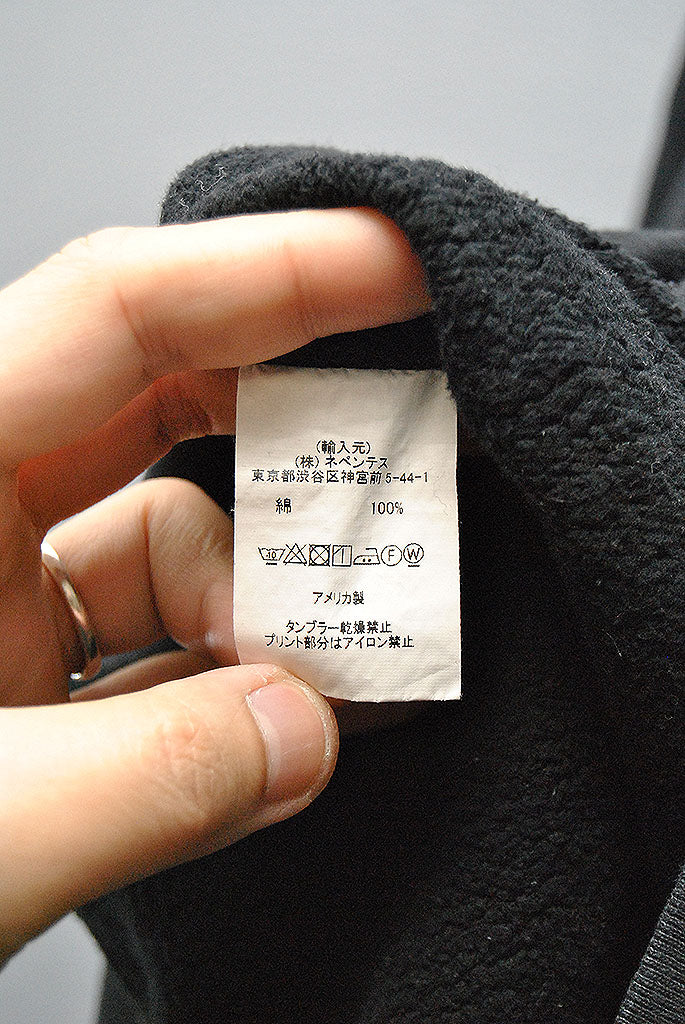 (輸入元)
(株) ネペンテス
東京都渋谷区神宮前 5-44-1
綿 100%
F W
アメリカ製
タンブラー乾燥禁止
プリント部分はアイロン禁止